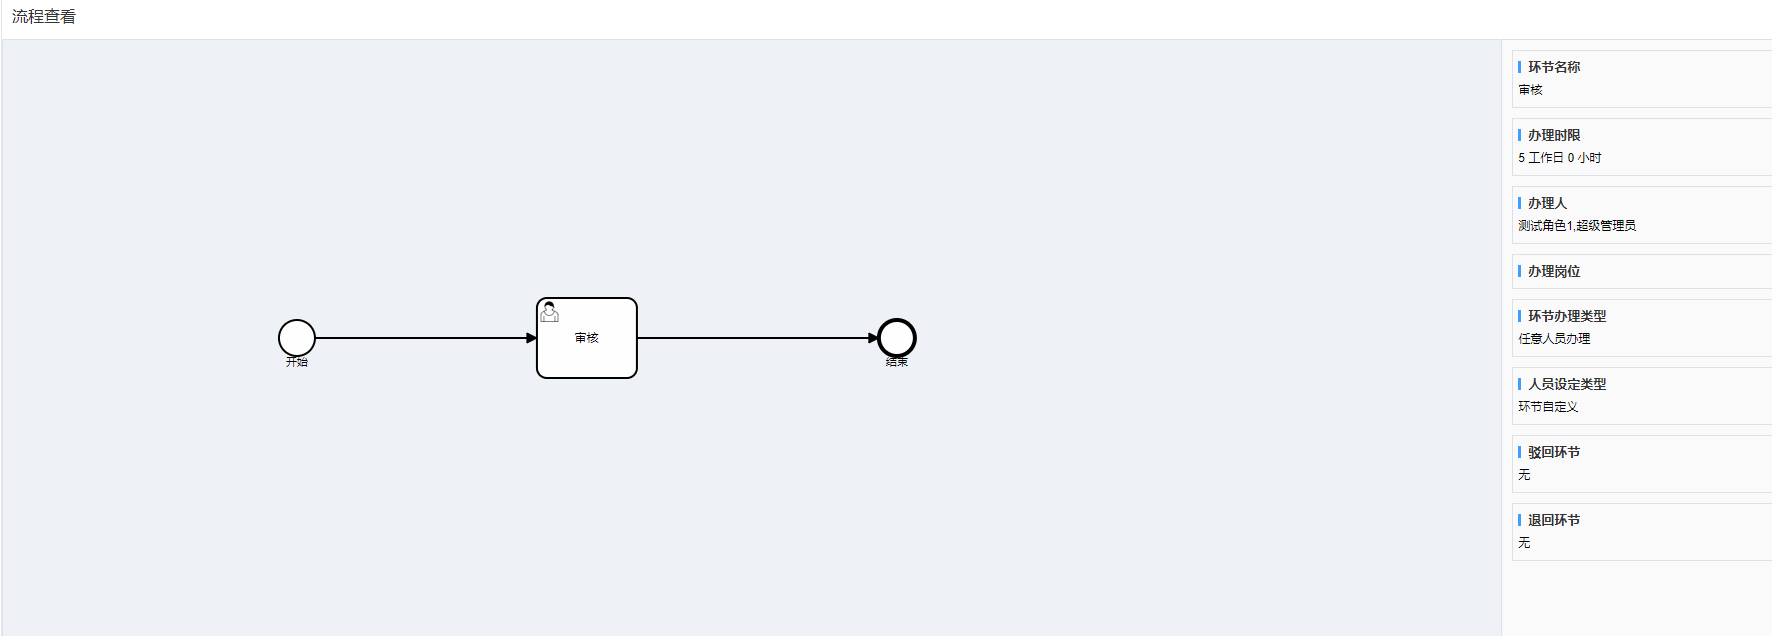 流程查看
开始
审核
结束
环节名称
审核
办理时限
5 工作日 0 小时
办理人
测试角色1,超级管理员
办理岗位
环节办理类型
任意人员办理
人员设定类型
环节自定义
驳回环节
无
退回环节
无